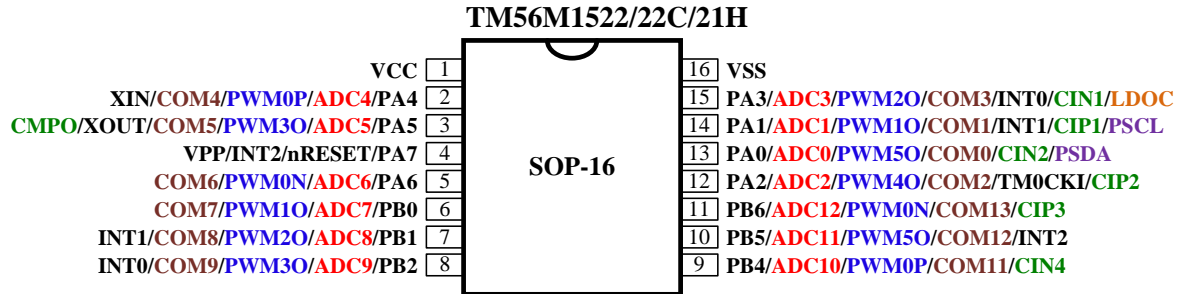 TM56M1522/22C/21H
VCC 1 16 VSS
XIN/COM4/PWM0P/ADC4/PA4 2 15 PA3/ADC3/PWM2O/COM3/INT0/CIN1/LDOC
CMPO/XOUT/COM5/PWM3O/ADC5/PA5 3 14 PA1/ADC1/PWM1O/COM1/INT1/CIP1/PSCL
VPP/INT2/nRESET/PA7 4 13 PA0/ADC0/PWM5O/COM0/CIN2/PSDA
SOP-16
COM6/PWM0N/ADC6/PA6 5 12 PA2/ADC2/PWM4O/COM2/TM0CKI/CIP2
COM7/PWM1O/ADC7/PB0 6 11 PB6/ADC12/PWM0N/COM13/CIP3
INT1/COM8/PWM2O/ADC8/PB1 7 10 PB5/ADC11/PWM5O/COM12/INT2
INT0/COM9/PWM3O/ADC9/PB2 8 9 PB4/ADC10/PWM0P/COM11/CIN4